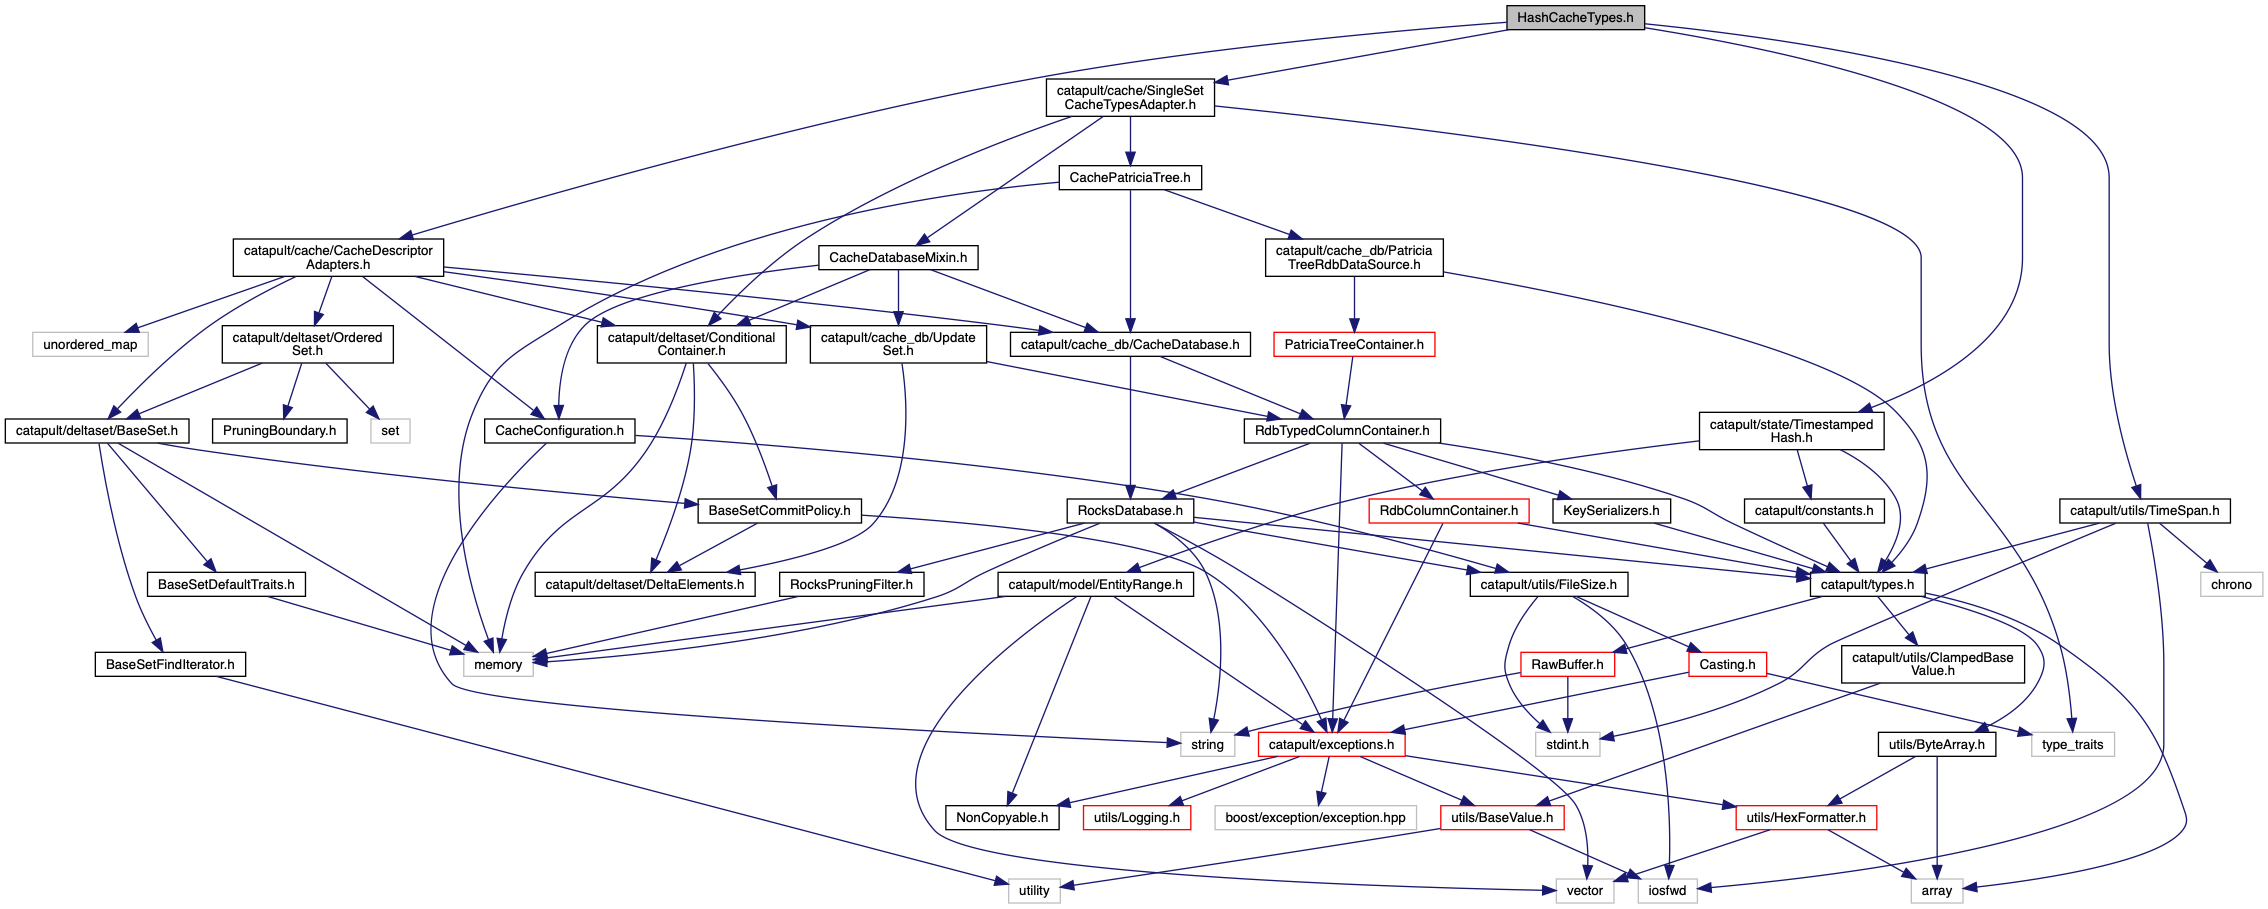 HashCacheTypes.h
catapult/cache/SingleSet
CacheTypesAdapter.h
CachePatriciaTree.h
catapult/cache/CacheDescriptor
Adapters.h
CacheDatabaseMixin.h
catapult/cache_db/Patricia
TreeRdbDataSource.h
unordered_map
catapult/deltaset/Ordered
Set.h
catapult/deltaset/Conditional
Container.h
catapult/cache_db/Update
Set.h
catapult/cache_db/CacheDatabase.h
PatriciaTreeContainer.h
catapult/deltaset/BaseSet.h
PruningBoundary.h
set
CacheConfiguration.h
RdbTypedColumnContainer.h
catapult/state/Timestamped
Hash.h
BaseSetCommitPolicy.h
RocksDatabase.h
RdbColumnContainer.h
KeySerializers.h
catapult/constants.h
catapult/utils/TimeSpan.h
BaseSetDefaultTraits.h
catapult/deltaset/DeltaElements.h
RocksPruningFilter.h
catapult/model/EntityRange.h
catapult/utils/FileSize.h
catapult/types.h
chrono
BaseSetFindIterator.h
memory
RawBuffer.h
Casting.h
catapult/utils/ClampedBase
Value.h
string
catapult/exceptions.h
stdint.h
utils/ByteArray.h
type_traits
NonCopyable.h
utils/Logging.h
boost/exception/exception.hpp
utils/BaseValue.h
utils/HexFormatter.h
utility
vector
iosfwd
array